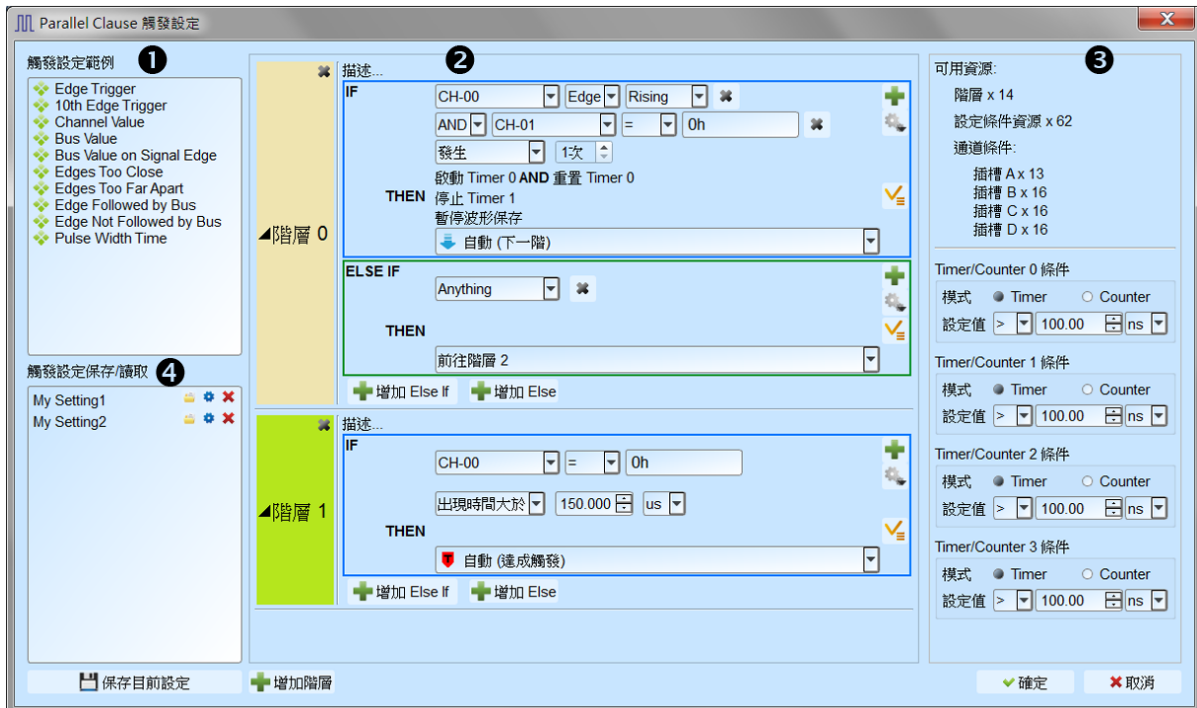 Parallel Clause 觸發設定
觸發設定範例 ❶
Edge Trigger
10th Edge Trigger
Channel Value
Bus Value
Bus Value on Signal Edge
Edges Too Close
Edges Too Far Apart
Edge Followed by Bus
Edge Not Followed by Bus
Pulse Width Time
觸發設定保存/讀取 ❹
My Setting1
My Setting2
保存目前設定
❷
階層 0
描述...
IF
CH-00 Edge Rising
AND CH-01 = 0h
發生 1次
啟動 Timer 0 AND 重置 Timer 0
THEN 停止 Timer 1
暫停波形保存
自動 (下一階)
ELSE IF
Anything
THEN
前往階層 2
增加 Else If 增加 Else
階層 1
描述...
IF
CH-00 = 0h
出現時間大於 150.000 us
THEN
自動 (達成觸發)
增加 Else If 增加 Else
增加階層
❸
可用資源:
階層 x 14
設定條件資源 x 62
通道條件:
插槽 A x 13
插槽 B x 16
插槽 C x 16
插槽 D x 16
Timer/Counter 0 條件
模式 Timer Counter
設定值 > 100.00 ns
Timer/Counter 1 條件
模式 Timer Counter
設定值 > 100.00 ns
Timer/Counter 2 條件
模式 Timer Counter
設定值 > 100.00 ns
Timer/Counter 3 條件
模式 Timer Counter
設定值 > 100.00 ns
確定 取消